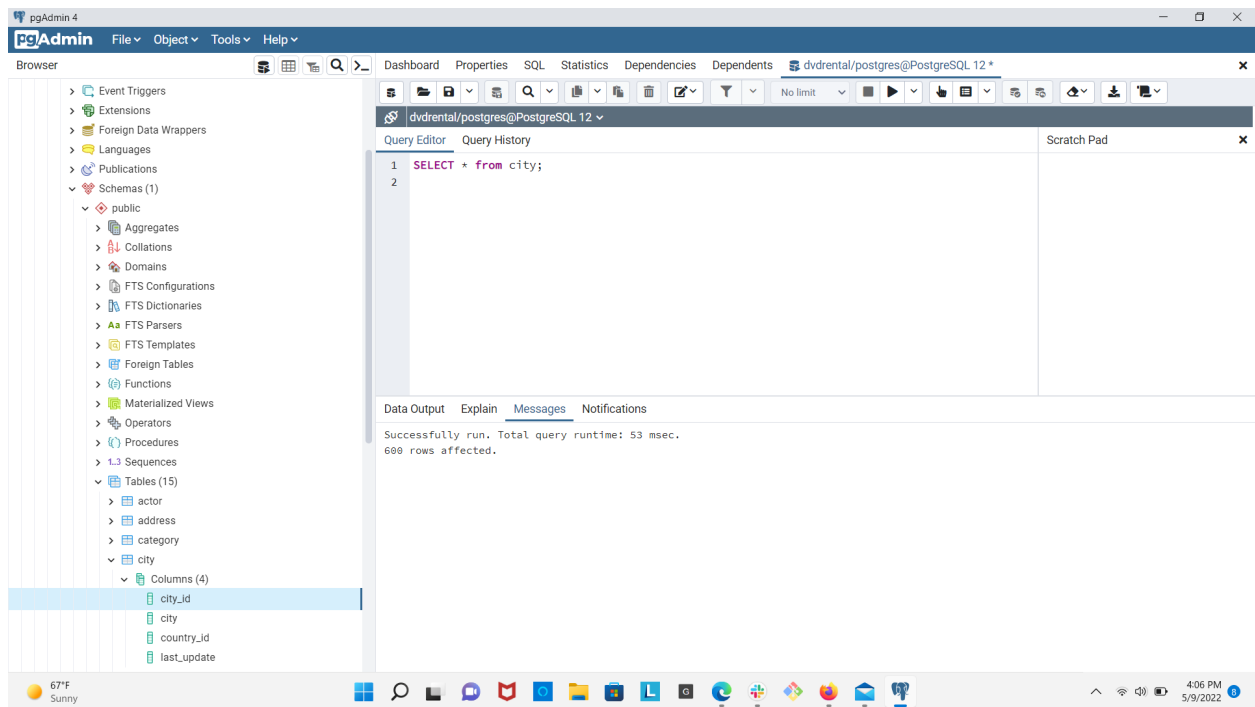 pgAdmin 4
pgAdmin File Object Tools Help
Browser
Dashboard Properties SQL Statistics Dependencies Dependents dvdrental/postgres@PostgreSQL 12 *
No limit
dvdrental/postgres@PostgreSQL 12
Query Editor Query History
Scratch Pad
1 SELECT * from city;
2
Event Triggers
Extensions
Foreign Data Wrappers
Languages
Publications
Schemas (1)
public
Aggregates
Collations
Domains
FTS Configurations
FTS Dictionaries
Aa FTS Parsers
FTS Templates
Foreign Tables
Functions
Materialized Views
Operators
Procedures
1..3 Sequences
Tables (15)
actor
address
category
city
Columns (4)
city_id
city
country_id
last_update
Data Output Explain Messages Notifications
Successfully run. Total query runtime: 53 msec.
600 rows affected.
67°F
Sunny
L
G
4:06 PM
5/9/2022
8